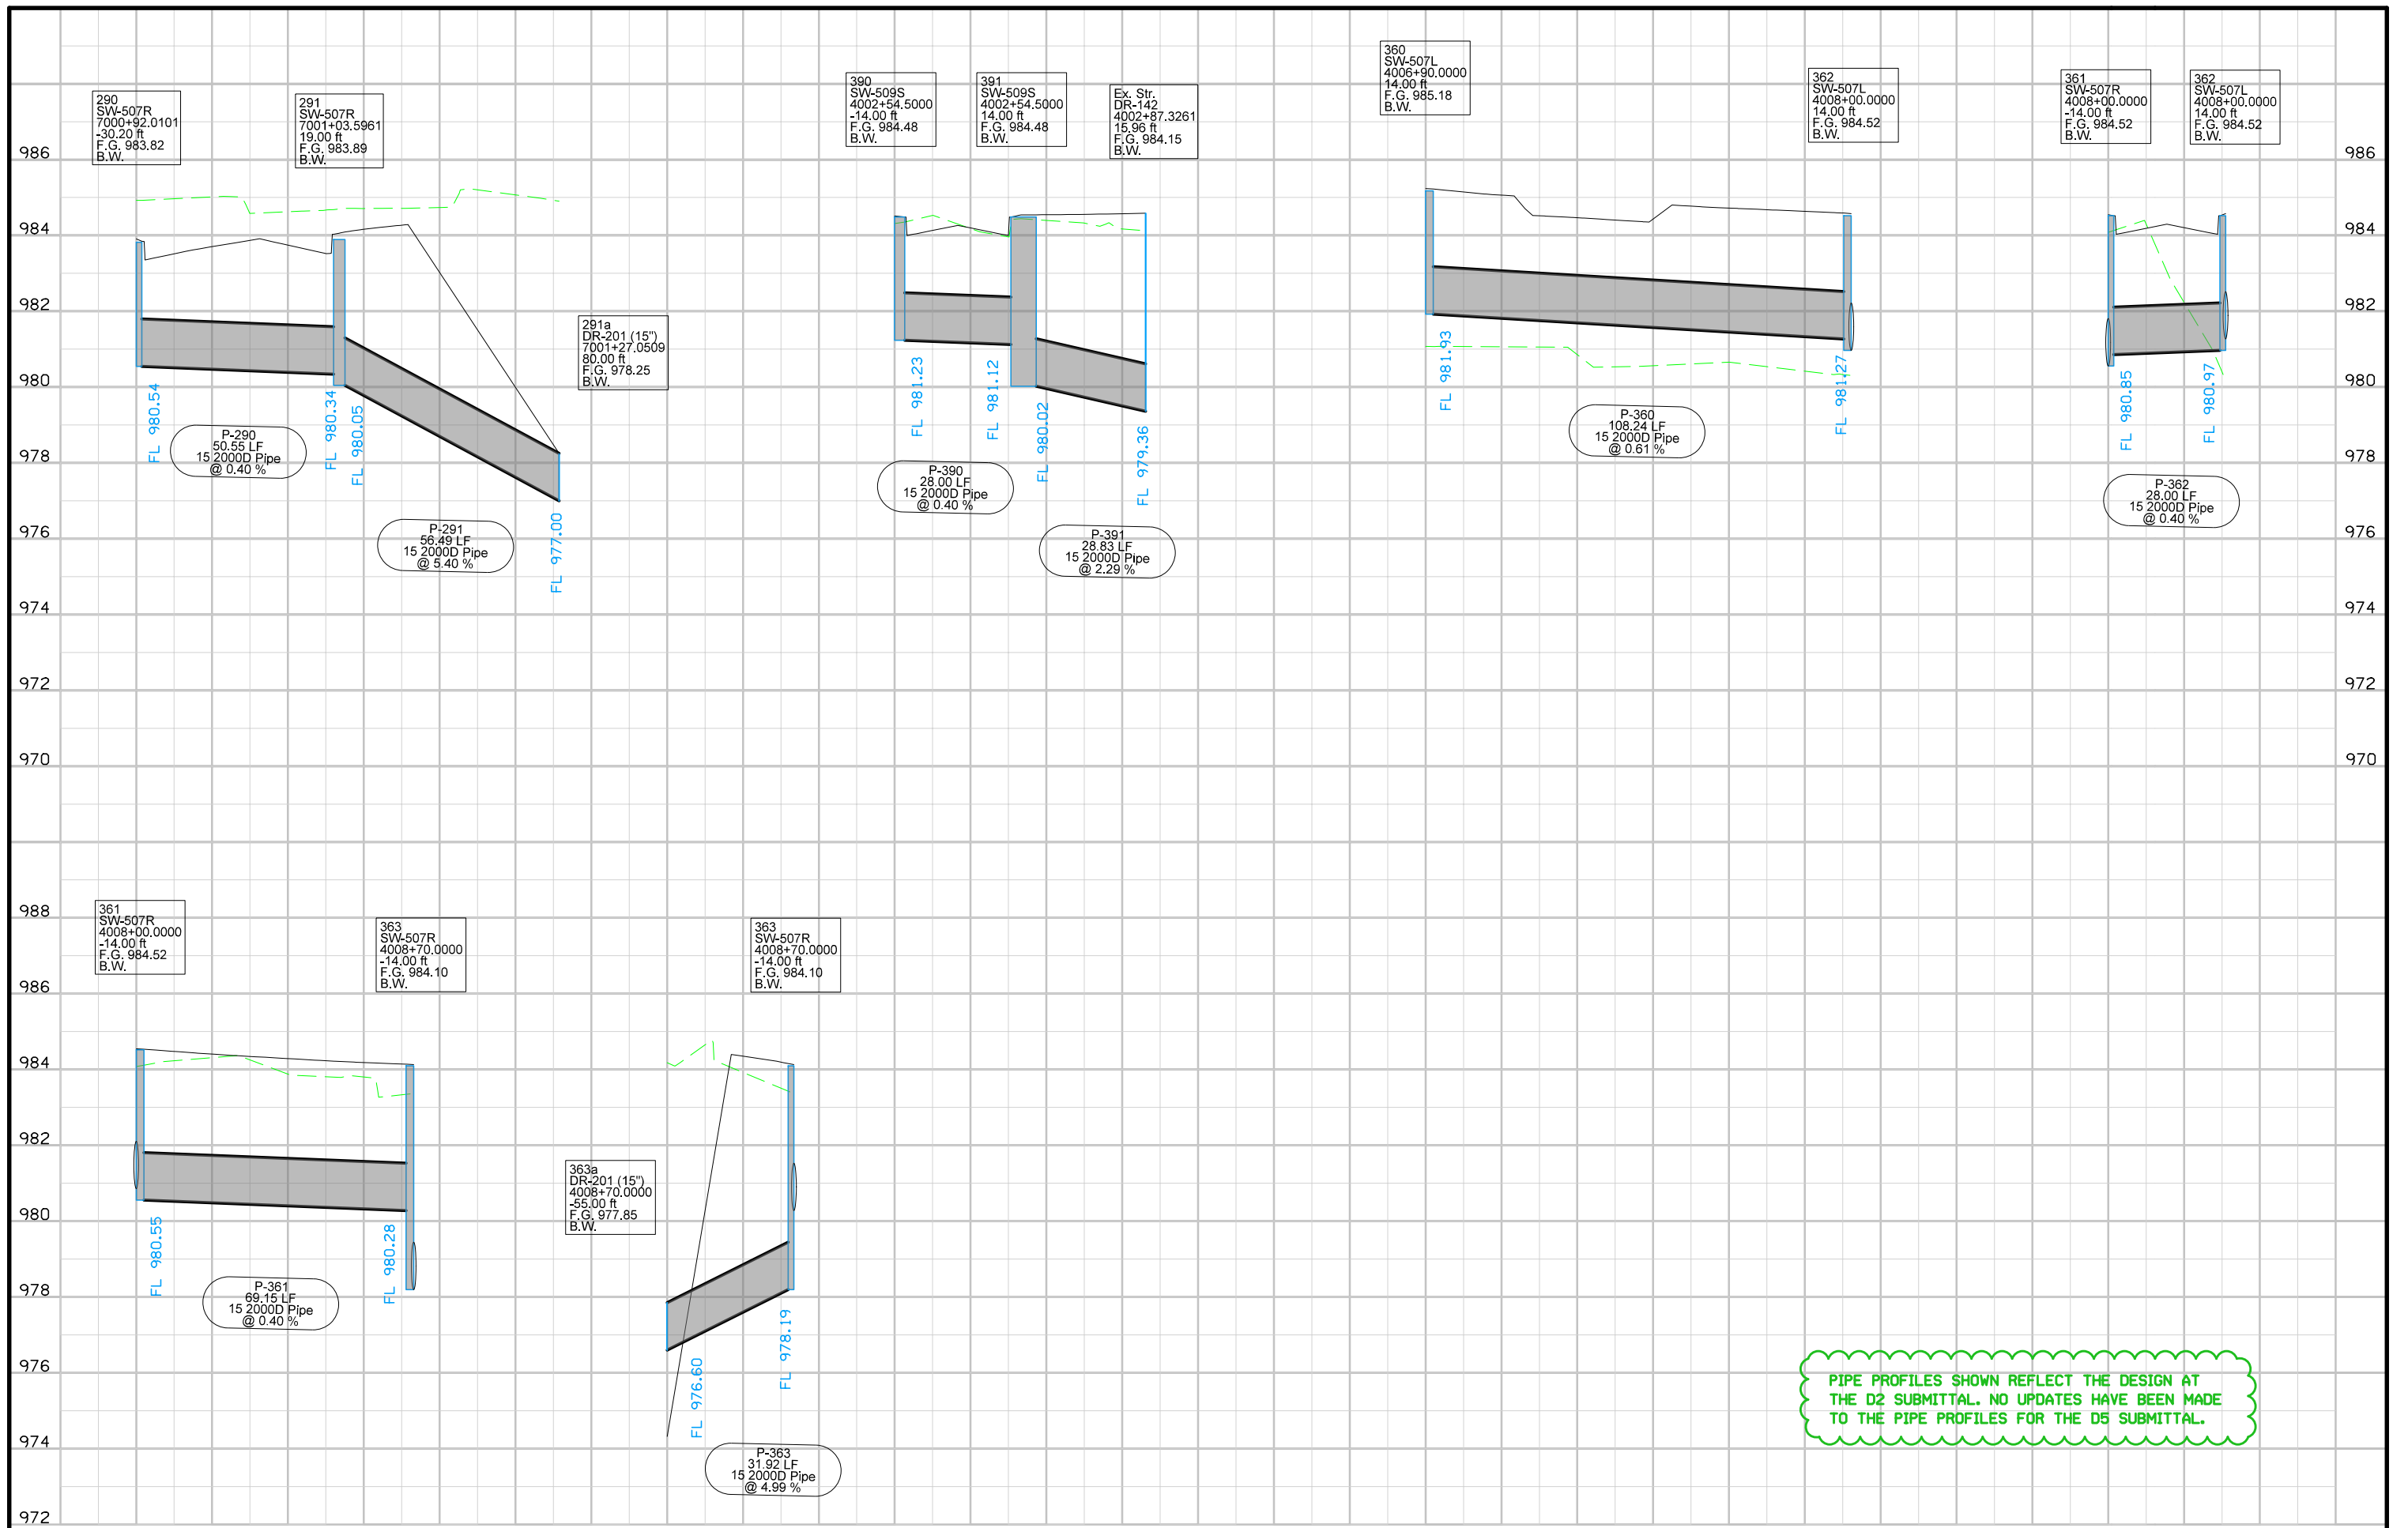 290
SW-507R
7000+92.0101
-30.20 ft
F.G. 983.82
B.W.
291
SW-507R
7001+03.5961
19.00 ft
F.G. 983.89
B.W.
390
SW-509S
4002+54.5000
-14.00 ft
F.G. 984.48
B.W.
391
SW-509S
4002+54.5000
14.00 ft
F.G. 984.48
B.W.
Ex. Str.
DR-142
4002+87.3261
15.96 ft
F.G. 984.15
B.W.
360
SW-507L
4006+90.0000
14.00 ft
F.G. 985.18
B.W.
362
SW-507L
4008+00.0000
14.00 ft
F.G. 984.52
B.W.
361
SW-507R
4008+00.0000
-14.00 ft
F.G. 984.52
B.W.
362
SW-507L
4008+00.0000
14.00 ft
F.G. 984.52
B.W.
986
984
982
980
978
976
974
972
970
986
984
982
980
978
976
974
972
970
291a
DR-201 (15")
7001+27.0509
80.00 ft
F.G. 978.25
B.W.
FL 980.54
FL 980.34
FL 980.05
FL 977.00
FL 981.23
FL 981.12
FL 980.02
FL 979.36
FL 981.93
FL 981.27
FL 980.85
FL 980.97
P-290
50.55 LF
15 2000D Pipe
@ 0.40 %
P-291
56.49 LF
15 2000D Pipe
@ 5.40 %
P-390
28.00 LF
15 2000D Pipe
@ 0.40 %
P-391
28.83 LF
15 2000D Pipe
@ 2.29 %
P-360
108.24 LF
15 2000D Pipe
@ 0.61 %
P-362
28.00 LF
15 2000D Pipe
@ 0.40 %
988
986
984
982
980
978
976
974
972
361
SW-507R
4008+00.0000
-14.00 ft
F.G. 984.52
B.W.
363
SW-507R
4008+70.0000
-14.00 ft
F.G. 984.10
B.W.
363
SW-507R
4008+70.0000
-14.00 ft
F.G. 984.10
B.W.
363a
DR-201 (15")
4008+70.0000
-55.00 ft
F.G. 977.85
B.W.
FL 980.55
FL 980.28
FL 976.60
FL 978.19
P-361
69.15 LF
15 2000D Pipe
@ 0.40 %
P-363
31.92 LF
15 2000D Pipe
@ 4.99 %
PIPE PROFILES SHOWN REFLECT THE DESIGN AT
THE D2 SUBMITTAL. NO UPDATES HAVE BEEN MADE
TO THE PIPE PROFILES FOR THE D5 SUBMITTAL.